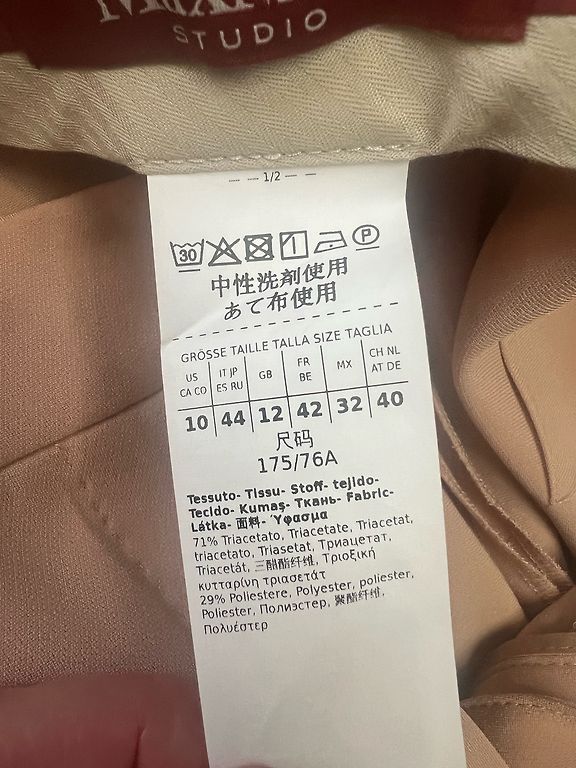 STUDIO
1/2
30 P
中性洗剤使用
あて布使用
GRÖSSE TAILLE TALLA SIZE TAGLIA
US CA CO IT JP ES RU GB FR BE MX CH NL AT DE
10 44 12 42 32 40
尺码
175/76A
Tessuto- Tissu- Stoff- tejido-
Tecido- Kumaş- Ткань- Fabric-
Látka- 面料- Ύφασμα
71% Triacetato, Triacetate, Triacetat,
triacetato, Triasetat, Триацетат,
Triacetát, 三醋酯纤维, Τριοξική
κυτταρίνη τριασετάτ
29% Poliestere, Polyester, poliester,
Poliester, Полиэстер, 聚酯纤维,
Πολυέστερ